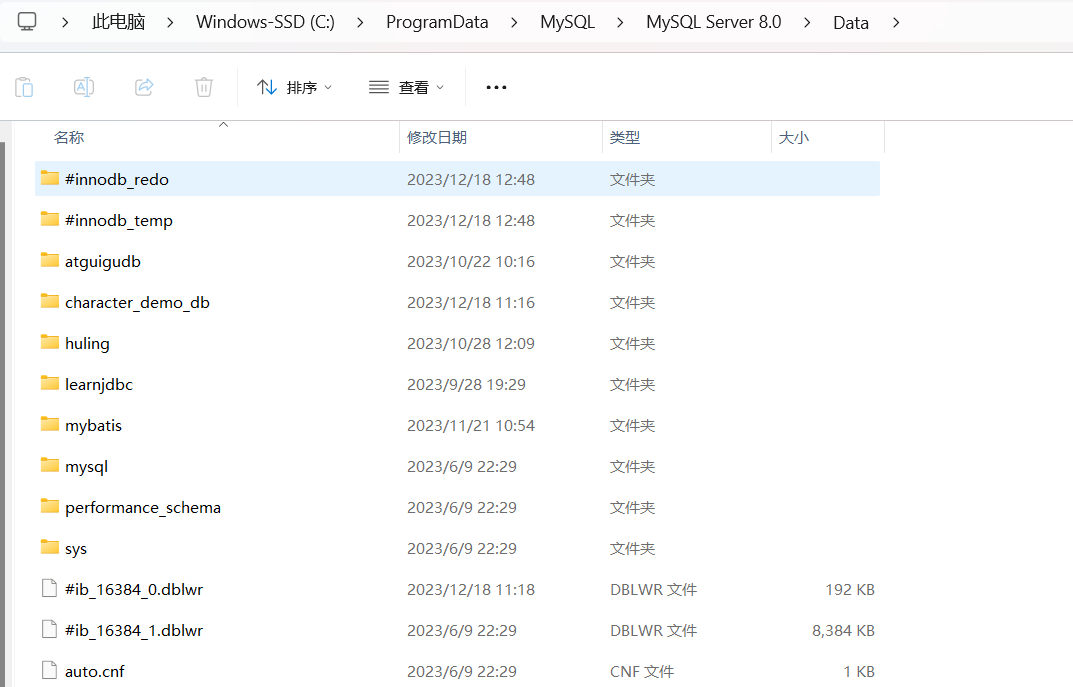 此电脑 > Windows-SSD (C:) > ProgramData > MySQL > MySQL Server 8.0 > Data >
排序 查看 ...
名称 修改日期 类型 大小
#innodb_redo 2023/12/18 12:48 文件夹
#innodb_temp 2023/12/18 12:48 文件夹
atguigudb 2023/10/22 10:16 文件夹
character_demo_db 2023/12/18 11:16 文件夹
huling 2023/10/28 12:09 文件夹
learnjdbc 2023/9/28 19:29 文件夹
mybatis 2023/11/21 10:54 文件夹
mysql 2023/6/9 22:29 文件夹
performance_schema 2023/6/9 22:29 文件夹
sys 2023/6/9 22:29 文件夹
#ib_16384_0.dblwr 2023/12/18 11:18 DBLWR 文件 192 KB
#ib_16384_1.dblwr 2023/6/9 22:29 DBLWR 文件 8,384 KB
auto.cnf 2023/6/9 22:29 CNF 文件 1 KB